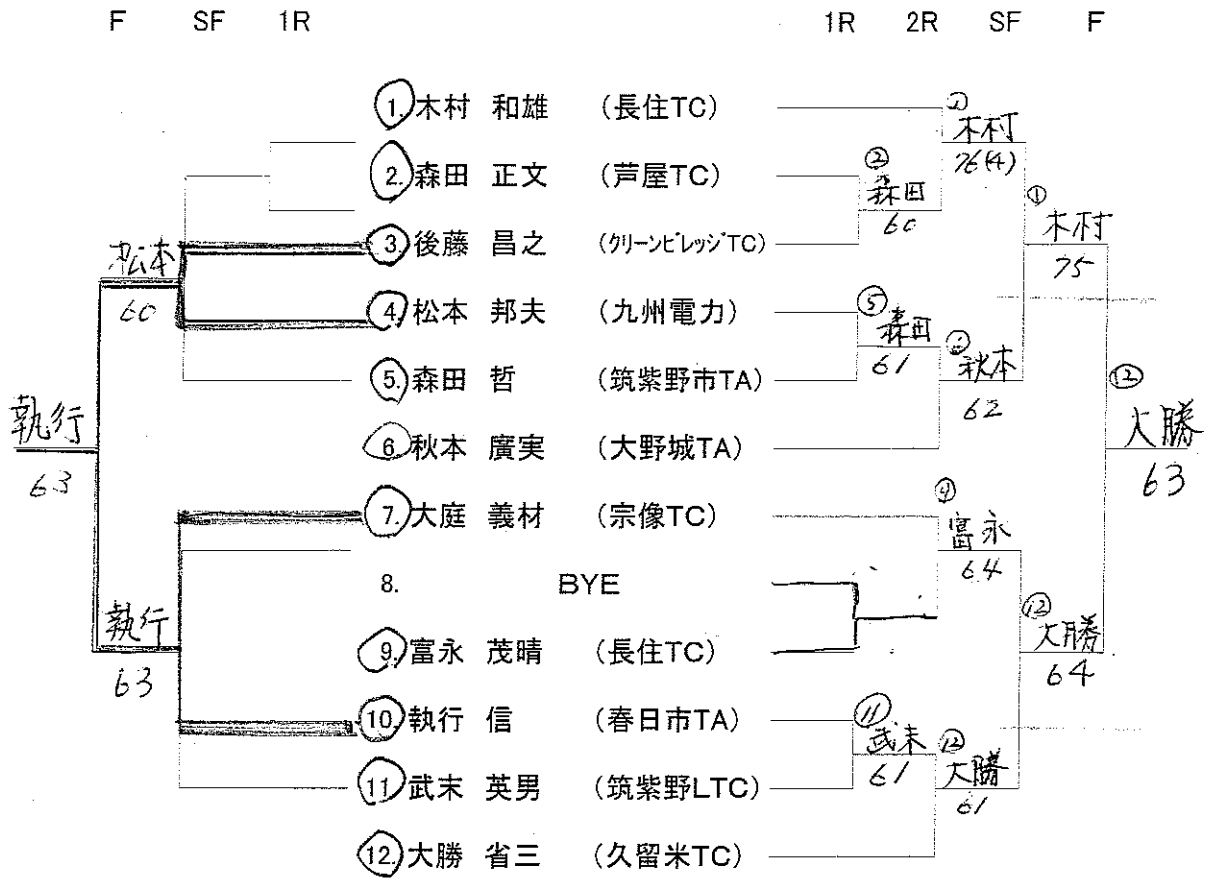 F SF 1R 1R 2R SF F
1. 木村 和雄 (長住TC)
2. 森田 正文 (芦屋TC)
3. 後藤 昌之 (クリーンビレッジTC)
4. 松本 邦夫 (九州電力)
5. 森田 哲 (筑紫野市TA)
6. 秋本 廣実 (大野城TA)
7. 大庭 義材 (宗像TC)
8. BYE
9. 富永 茂晴 (長住TC)
10. 執行 信 (春日市TA)
11. 武末 英男 (筑紫野LTC)
12. 大勝 省三 (久留米TC)
松本
60
執行
63
執行
63
② 森田
60
⑤ 森田
61
⑪ 武末
61
木村
76(4)
秋本
62
⑨ 富永
64
⑫ 大勝
61
① 木村
75
⑫ 大勝
64
⑫ 大勝
63